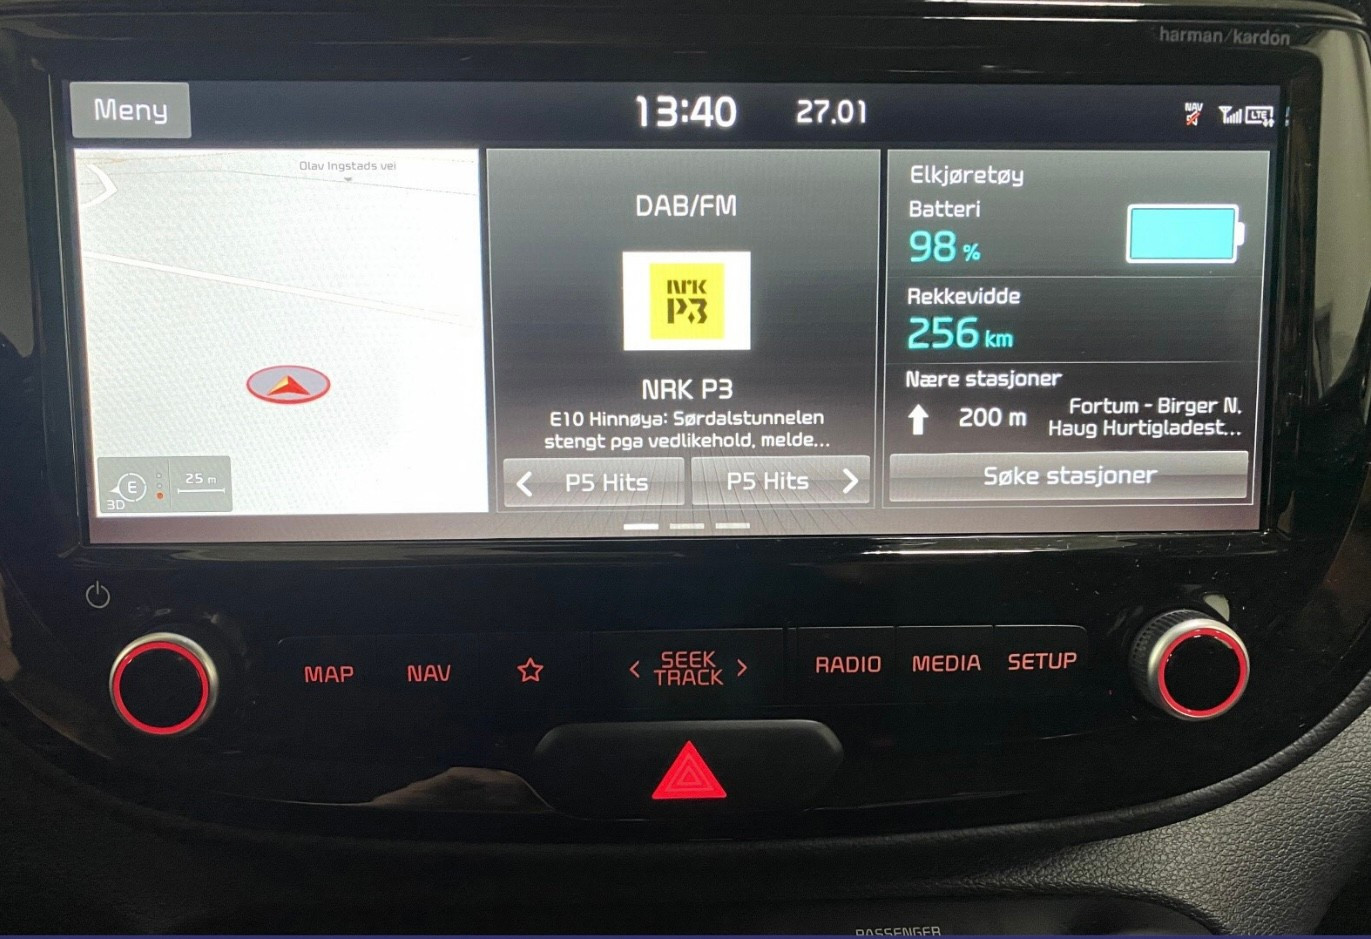 harman/kardon
Meny
13:40
27.01
NAV
LTE
Olav Ingstads vei
E
3D
25 m
DAB/FM
NRK
P3
NRK P3
E10 Hinnøya: Sørdalstunnelen
stengt pga vedlikehold, melde...
P5 Hits
P5 Hits
Elkjøretøy
Batteri
98 %
Rekkevidde
256 km
Nære stasjoner
200 m
Fortum - Birger N.
Haug Hurtigladest...
Søke stasjoner
MAP
NAV
SEEK
TRACK
RADIO
MEDIA
SETUP
PASSENGER